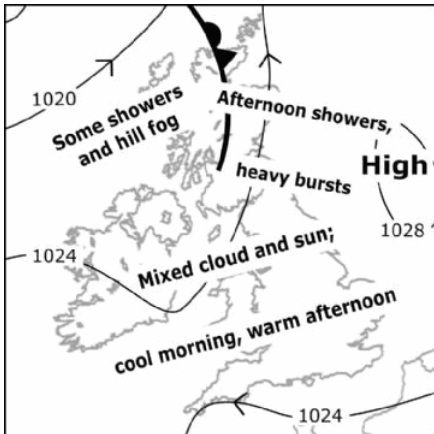 1020
Some showers
and hill fog
Afternoon showers,
High
heavy bursts
1028
1024
Mixed cloud and sun;
cool morning, warm afternoon
1024